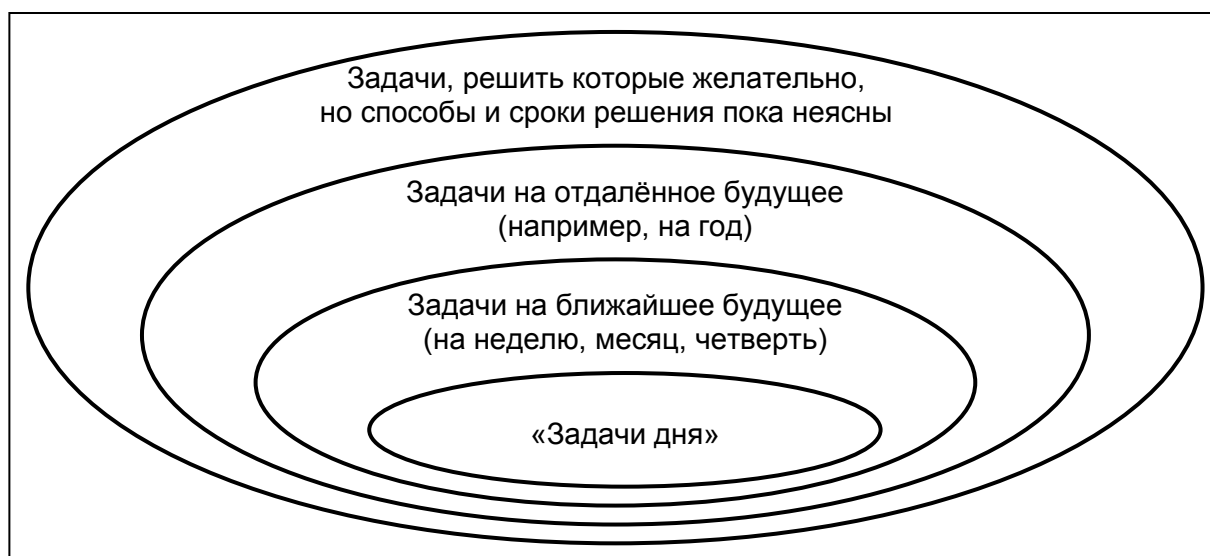 Задачи, решить которые желательно,
но способы и сроки решения пока неясны
Задачи на отдалённое будущее
(например, на год)
Задачи на ближайшее будущее
(на неделю, месяц, четверть)
«Задачи дня»